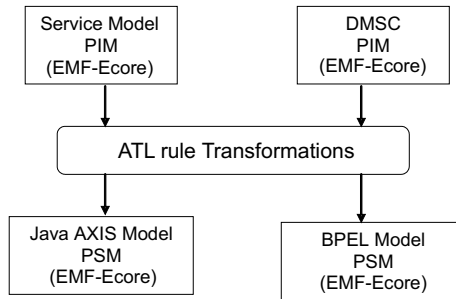 Service Model
PIM
(EMF-Ecore)
DMSC
PIM
(EMF-Ecore)
ATL rule Transformations
Java AXIS Model
PSM
(EMF-Ecore)
BPEL Model
PSM
(EMF-Ecore)